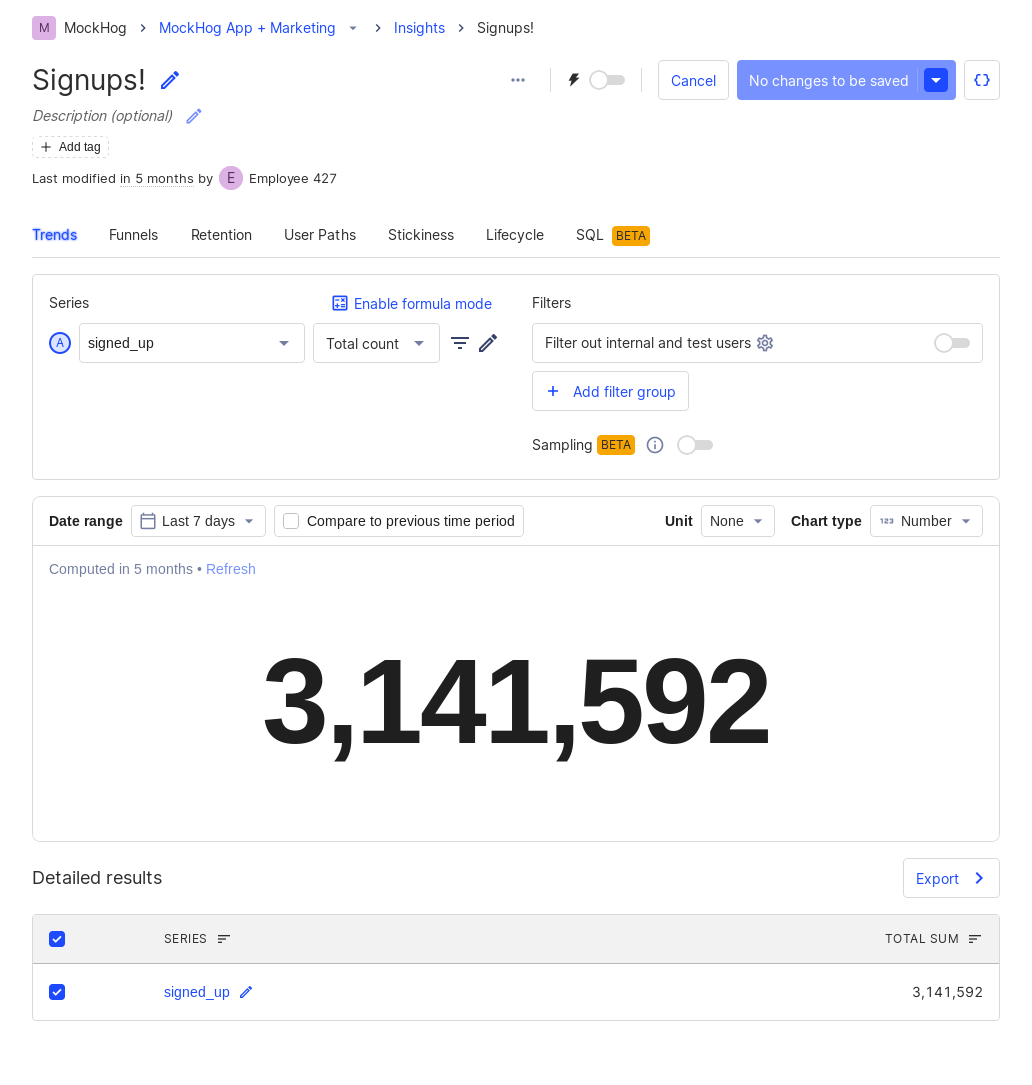 M MockHog MockHog App + Marketing Insights Signups!
Signups!
Cancel No changes to be saved
Description (optional)
Add tag
Last modified in 5 months by E Employee 427
Trends Funnels Retention User Paths Stickiness Lifecycle SQL BETA
Series Enable formula mode
A signed_up Total count
Filters
Filter out internal and test users
Add filter group
Sampling BETA
Date range Last 7 days Compare to previous time period Unit None Chart type 123 Number
Computed in 5 months • Refresh
3,141,592
Detailed results Export
SERIES TOTAL SUM
signed_up 3,141,592